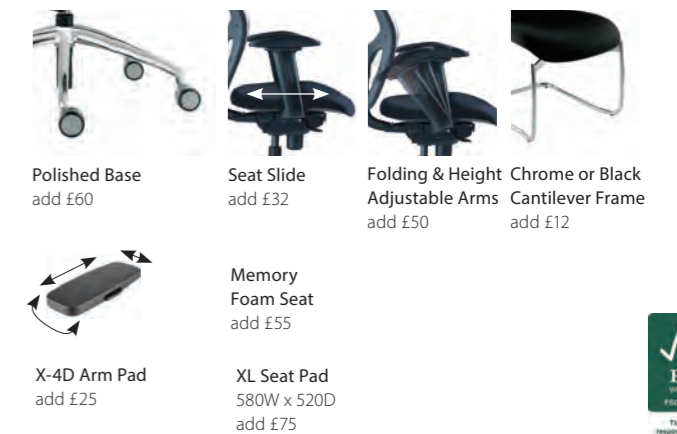 Polished Base
add £60
Seat Slide
add £32
Folding & Height
Adjustable Arms
add £50
Chrome or Black
Cantilever Frame
add £12
X-4D Arm Pad
add £25
Memory
Foam Seat
add £55
XL Seat Pad
580W x 520D
add £75